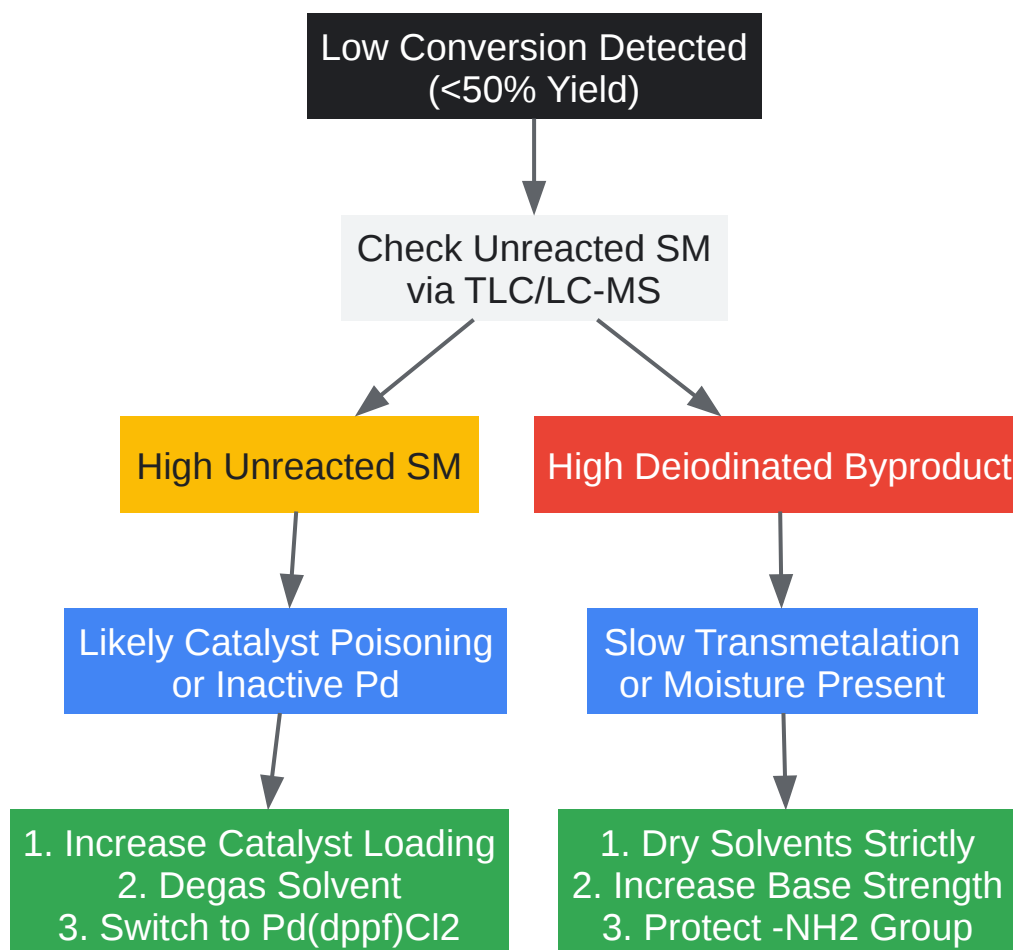 Low Conversion Detected
(<50% Yield)
Check Unreacted SM
via TLC/LC-MS
High Unreacted SM
High Deiodinated Byproduct
Likely Catalyst Poisoning
or Inactive Pd
Slow Transmetalation
or Moisture Present
1. Increase Catalyst Loading
2. Degas Solvent
3. Switch to Pd(dppf)Cl2
1. Dry Solvents Strictly
2. Increase Base Strength
3. Protect -NH2 Group